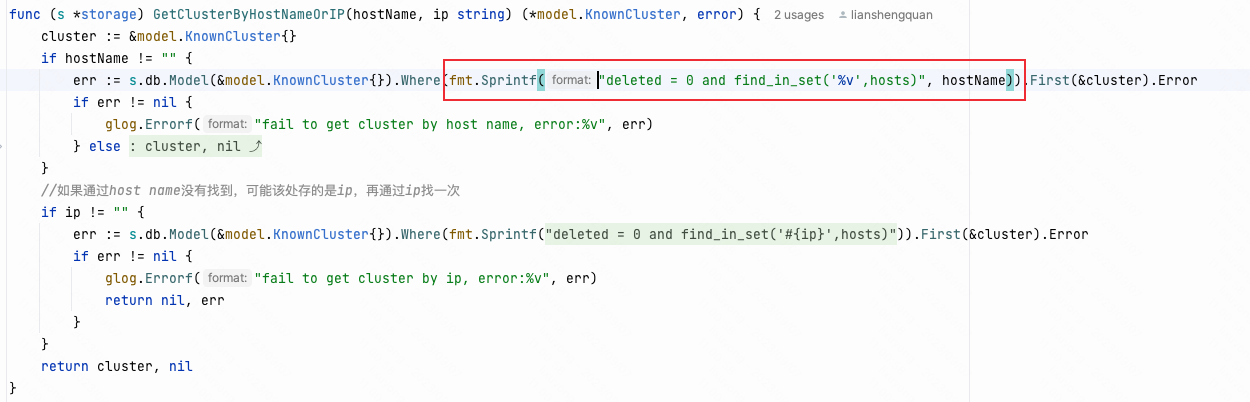 func (s *storage) GetClusterByHostNameOrIP(hostName, ip string) (*model.KnownCluster, error) { 2 usages lianshengquan
    cluster := &model.KnownCluster{}
    if hostName != "" {
        err := s.db.Model(&model.KnownCluster{}).Where(fmt.Sprintf( format: "deleted = 0 and find_in_set('%v',hosts)", hostName)).First(&cluster).Error
        if err != nil {
            glog.Errorf( format: "fail to get cluster by host name, error:%v", err)
        } else : cluster, nil ⤴
    }
    //如果通过host name没有找到，可能该处存的是ip，再通过ip找一次
    if ip != "" {
        err := s.db.Model(&model.KnownCluster{}).Where(fmt.Sprintf("deleted = 0 and find_in_set('#{ip}',hosts)")).First(&cluster).Error
        if err != nil {
            glog.Errorf( format: "fail to get cluster by ip, error:%v", err)
            return nil, err
        }
    }
    return cluster, nil
}